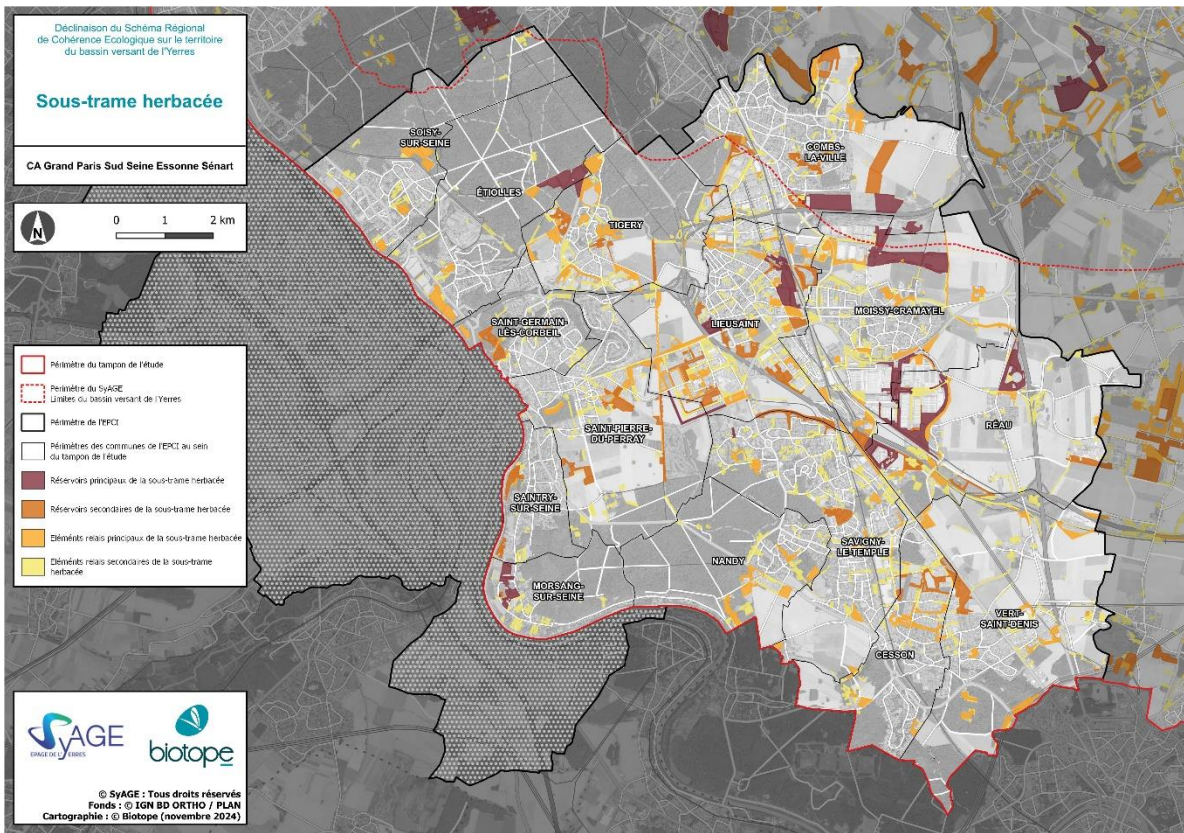 Déclinaison du Schéma Régional
de Cohérence Ecologique sur le territoire
du bassin versant de l'Yerres
Sous-trame herbacée
CA Grand Paris Sud Seine Essonne Sénart
N
0 1 2 km
Périmètre du tampon de l'étude
Périmètre du SyAGE
Limites du bassin versant de l'Yerres
Périmètre de l'EPCI
Périmètres des communes de l'EPCI au sein
du tampon de l'étude
Réservoirs principaux de la sous-trame herbacée
Réservoirs secondaires de la sous-trame herbacée
Eléments relais principaux de la sous-trame herbacée
Eléments relais secondaires de la sous-trame
herbacée
SOISY-
SUR-SEINE
ÉTIOLLES
TIGERY
COMBS-
LA-VILLE
SAINT-GERMAIN-
LÈS-CORBEIL
LIEUSAINT
MOISSY-CRAMAYEL
SAINT-PIERRE-
DU-PERRAY
RÉAU
SAINTRY-
SUR-SEINE
SAVIGNY-
LE-TEMPLE
NANDY
MORSANG-
SUR-SEINE
VERT-
SAINT-DENIS
CESSON
SyAGE
EPAGE DE L'YERRES
biotope
© SyAGE : Tous droits réservés
Fonds : © IGN BD ORTHO / PLAN
Cartographie : © Biotope (novembre 2024)